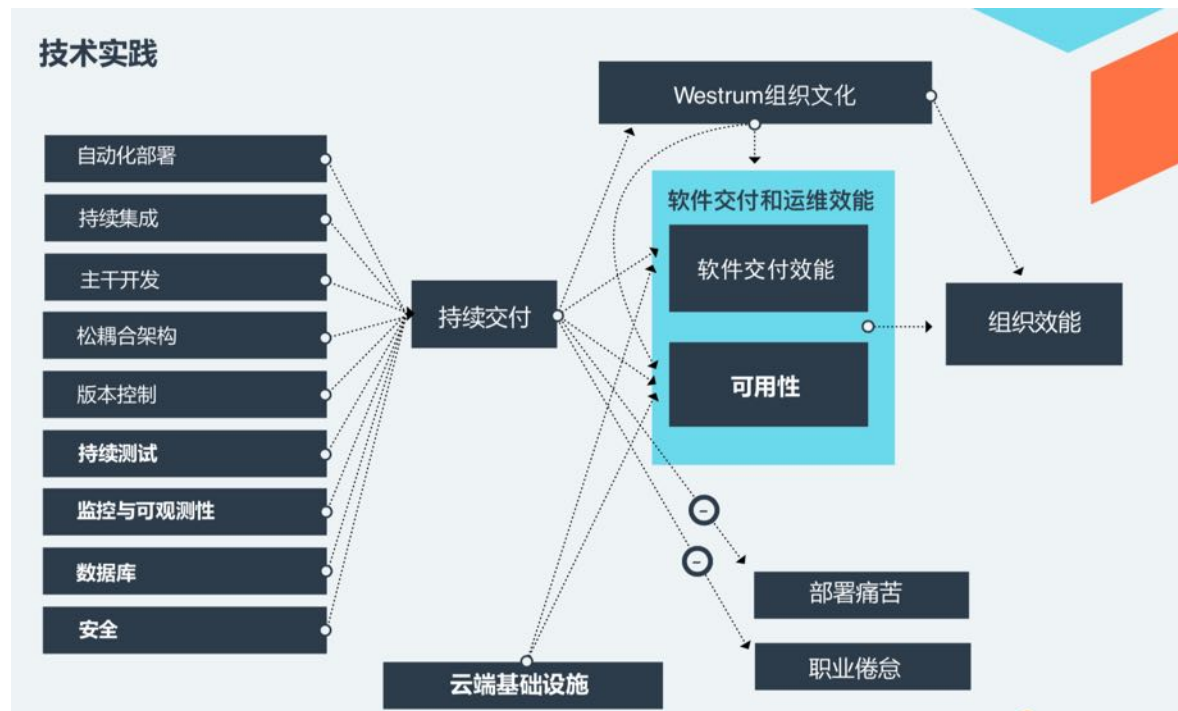 技术实践
Westrum组织文化
自动化部署
持续集成
主干开发
松耦合架构
版本控制
持续测试
监控与可观测性
数据库
安全
持续交付
软件交付和运维效能
软件交付效能
可用性
组织效能
−
−
部署痛苦
职业倦怠
云端基础设施